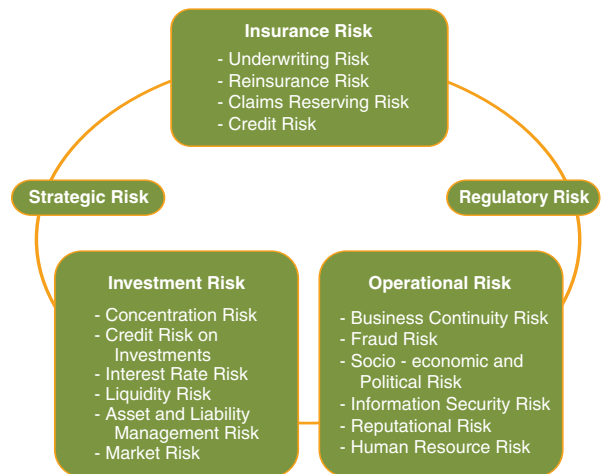 Insurance Risk
- Underwriting Risk
- Reinsurance Risk
- Claims Reserving Risk
- Credit Risk
Strategic Risk
Regulatory Risk
Investment Risk
- Concentration Risk
- Credit Risk on
Investments
- Interest Rate Risk
- Liquidity Risk
- Asset and Liability
Management Risk
- Market Risk
Operational Risk
- Business Continuity Risk
- Fraud Risk
- Socio - economic and
Political Risk
- Information Security Risk
- Reputational Risk
- Human Resource Risk